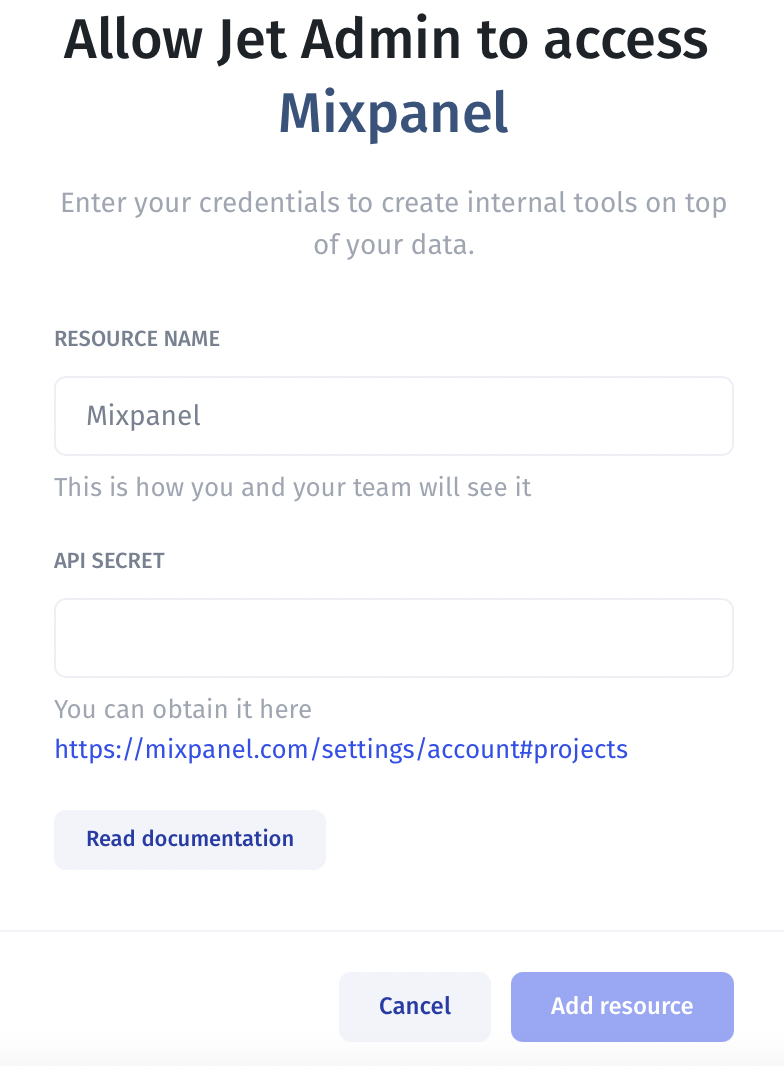 Allow Jet Admin to access
Mixpanel
Enter your credentials to create internal tools on top
of your data.
RESOURCE NAME
Mixpanel
This is how you and your team will see it
API SECRET
You can obtain it here
https://mixpanel.com/settings/account#projects
Read documentation
Cancel
Add resource